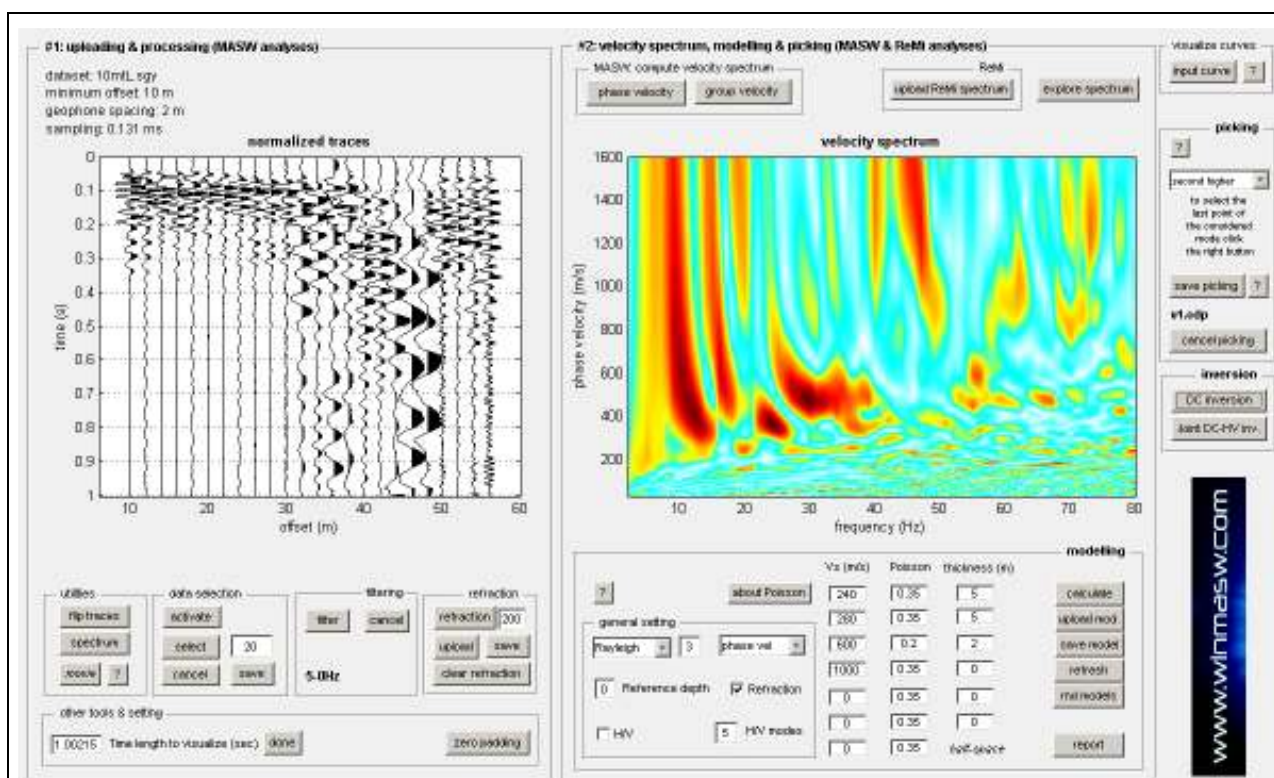 #1: uploading & processing (MASW analyses)
dataset: 10mIL.sgy
minimum offset: 10 m
geophone spacing: 2 m
sampling: 0.131 ms
normalized traces
0
0.1
0.2
0.3
0.4
0.5
0.6
0.7
0.8
0.9
1
time (s)
10 20 30 40 50 60
offset (m)
utilities
flip traces
spectrum
?
data selection
activate
select 20
cancel save
filtering
filter cancel
5-0Hz
refraction
refraction 200
upload save
clear refraction
other tools & setting
1.00215 Time length to visualize (sec) done
zero padding
#2: velocity spectrum, modelling & picking (MASW & ReMi analyses)
MASW: compute velocity spectrum
phase velocity group velocity
ReMi
upload ReMi spectrum
explore spectrum
velocity spectrum
1600
1400
1200
1000
800
600
400
200
phase velocity (m/s)
10 20 30 40 50 60 70 80
frequency (Hz)
modelling
Vs (m/s) Poisson thickness (m)
? about Poisson
240 0.35 5
280 0.35 5
600 0.2 2
1000 0.35 0
0 0.35 0
0 0.35 0
0 0.35 half-space
general setting
Rayleigh 3 phase vel
0 Reference depth Refraction
H/V 5 H/V modes
calculate
upload mod.
save model
refresh
report
visualize curves
input curve ?
picking
?
second higher
to select the
last point of
the considered
mode click
the right button
save picking ?
cancel picking
inversion
DC inversion
Joint DC-HV inv.
www.winmasw.com